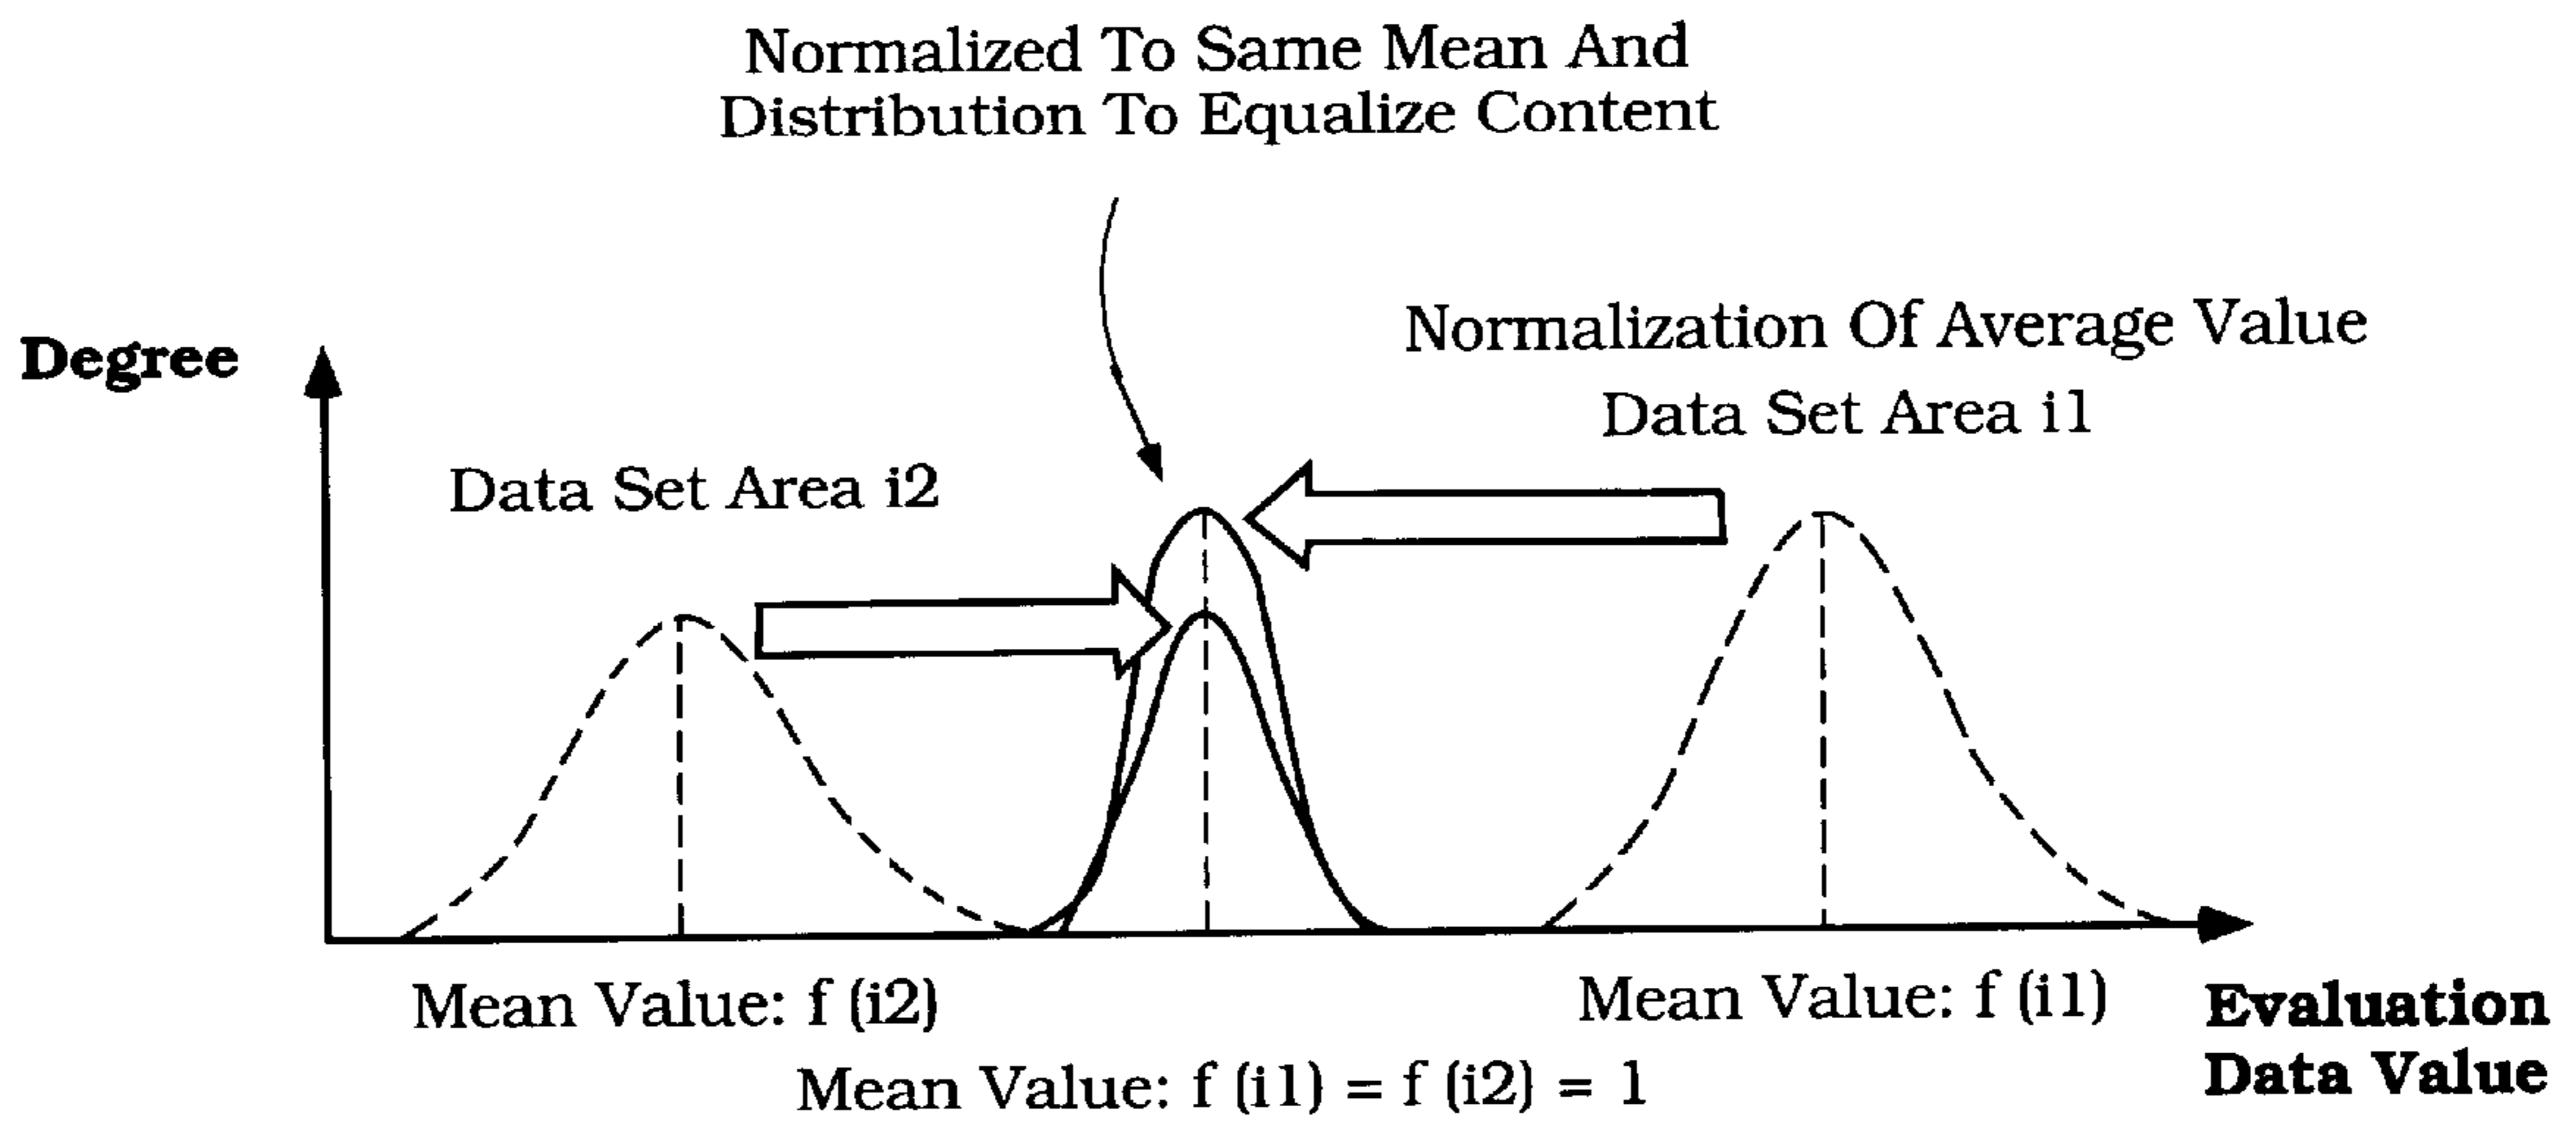 Normalized To Same Mean And
Distribution To Equalize Content
Normalization Of Average Value
Degree
Data Set Area i1
Data Set Area i2
Mean Value: f (i2)
Mean Value: f (i1)
Evaluation
Data Value
Mean Value: f (i1) = f (i2) = 1